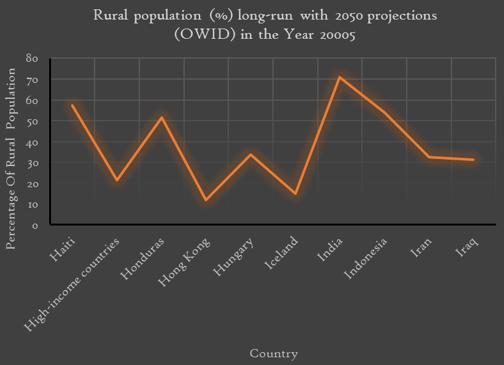 Rural population (%) long-run with 2050 projections
(OWID) in the Year 20005
Percentage Of Rural Population
80
70
60
50
40
30
20
10
0
Haiti
High-income countries
Honduras
Hong Kong
Hungary
Iceland
India
Indonesia
Iran
Iraq
Country